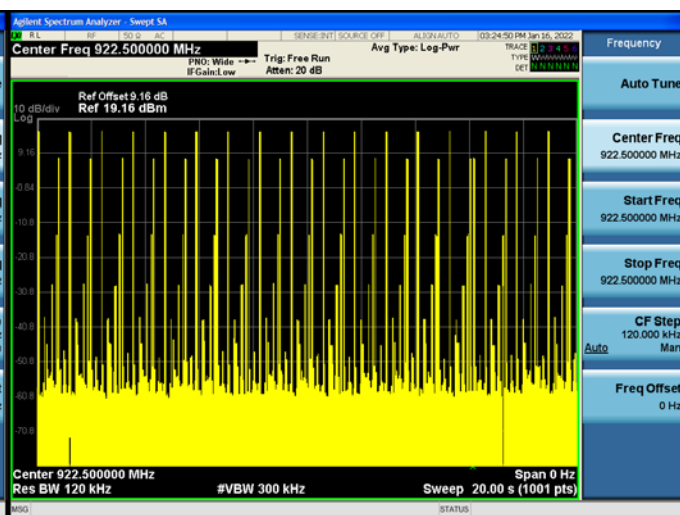 Agilent Spectrum Analyzer - Swept SA
RL RF 50 Ω AC SENSE:INT SOURCE OFF ALIGN AUTO 03:24:50 PM Jan 16, 2022
Center Freq 922.500000 MHz
PNO: Wide
IFGain:Low
Trig: Free Run
Atten: 20 dB
Avg Type: Log-Pwr
TRACE 1 2 3 4 5 6
TYPE
DET N N N N N N
Ref Offset 9.16 dB
10 dB/div Ref 19.16 dBm
Log
9.16
-0.84
-10.8
-20.8
-30.8
-40.8
-50.8
-60.8
-70.8
Center 922.500000 MHz Span 0 Hz
Res BW 120 kHz #VBW 300 kHz Sweep 20.00 s (1001 pts)
MSG STATUS
Frequency
Auto Tune
Center Freq
922.500000 MHz
Start Freq
922.500000 MHz
Stop Freq
922.500000 MHz
CF Step
120.000 kHz
Auto Man
Freq Offset
0 Hz